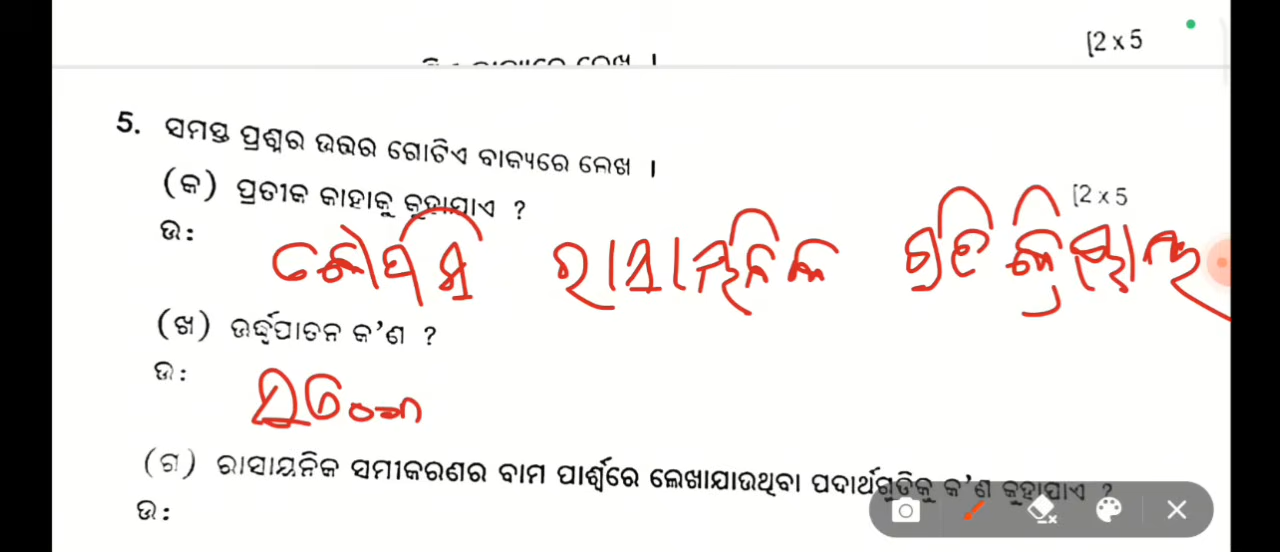 [2 x 5
5. ସମସ୍ତ ପ୍ରଶ୍ନର ଉତ୍ତର ଗୋଟିଏ ବାକ୍ୟରେ ଲେଖ ।
(କ) ପ୍ରତୀକ କାହାକୁ କୁହାଯାଏ ?
[2 x 5
ଉ: ରାସାୟନିକ
(ଖ) ଊର୍ଦ୍ଧ୍ୱପାତନ କ'ଣ ?
ଉ:
(ଗ) ରାସାୟନିକ ସମୀକରଣର ବାମ ପାର୍ଶ୍ୱରେ ଲେଖାଯାଉଥିବା ପଦାର୍ଥଗୁଡିକୁ କ'ଣ କୁହାଯାଏ ?
ଉ: